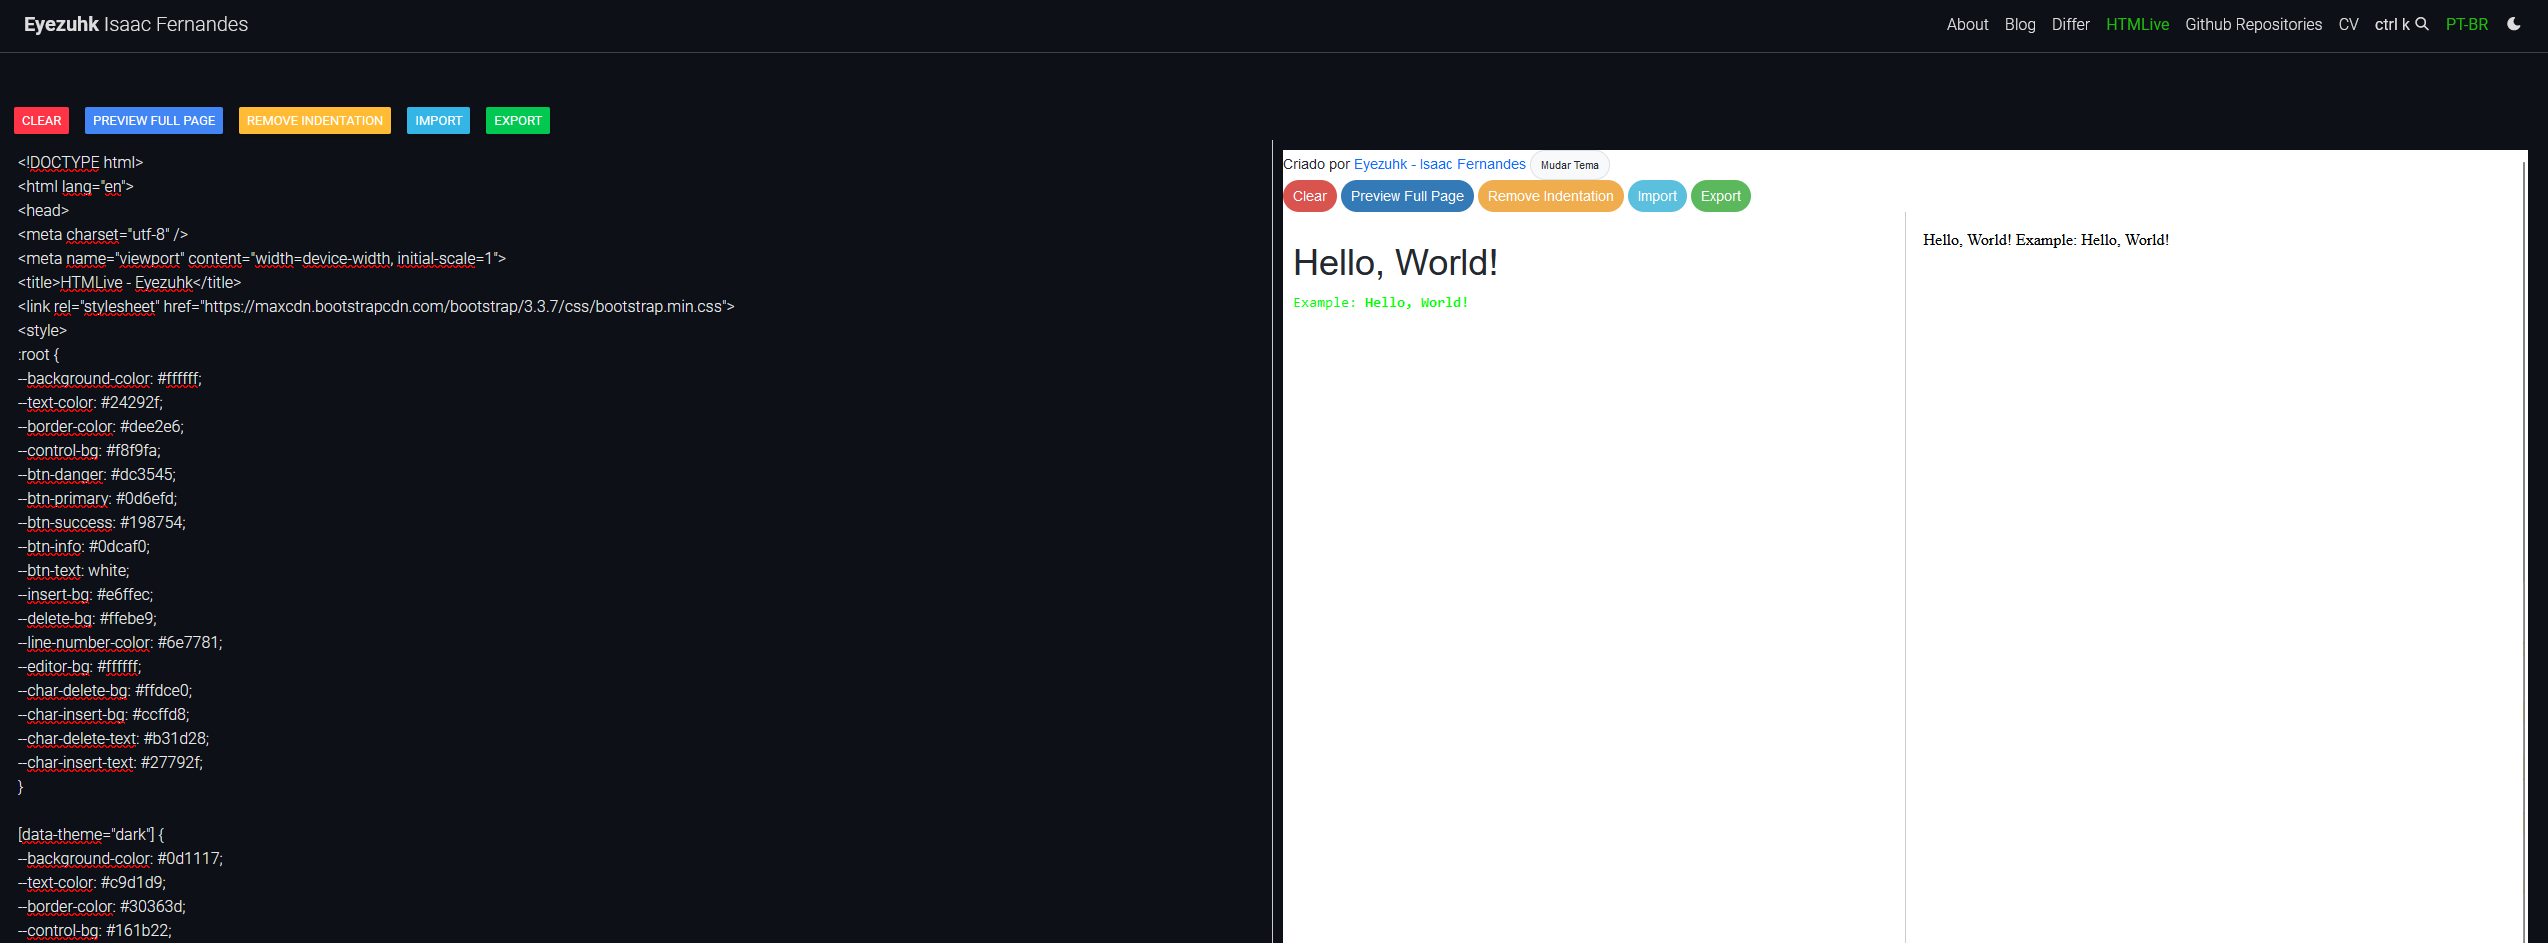 Eyezuhk Isaac Fernandes
About Blog Differ HTMLive Github Repositories CV ctrl k PT-BR
CLEAR PREVIEW FULL PAGE REMOVE INDENTATION IMPORT EXPORT
<!DOCTYPE html>
<html lang="en">
<head>
<meta charset="utf-8" />
<meta name="viewport" content="width=device-width, initial-scale=1">
<title>HTMLive - Eyezuhk</title>
<link rel="stylesheet" href="https://maxcdn.bootstrapcdn.com/bootstrap/3.3.7/css/bootstrap.min.css">
<style>
:root {
--background-color: #ffffff;
--text-color: #24292f;
--border-color: #dee2e6;
--control-bg: #f8f9fa;
--btn-danger: #dc3545;
--btn-primary: #0d6efd;
--btn-success: #198754;
--btn-info: #0dcaf0;
--btn-text: white;
--insert-bg: #e6ffec;
--delete-bg: #ffebe9;
--line-number-color: #6e7781;
--editor-bg: #ffffff;
--char-delete-bg: #ffdce0;
--char-insert-bg: #ccffd8;
--char-delete-text: #b31d28;
--char-insert-text: #27792f;
}
[data-theme="dark"] {
--background-color: #0d1117;
--text-color: #c9d1d9;
--border-color: #30363d;
--control-bg: #161b22;
Criado por Eyezuhk - Isaac Fernandes Mudar Tema
Clear Preview Full Page Remove Indentation Import Export
Hello, World!
Example: Hello, World!
Hello, World! Example: Hello, World!